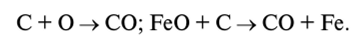 C + O → CO; FeO + C → CO + Fe.